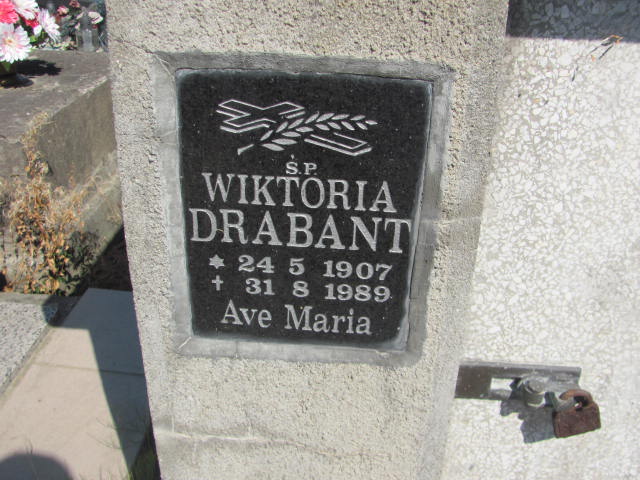 Ś.P.
WIKTORIA
DRABANT
* 24 5 1907
† 31 8 1989
Ave Maria